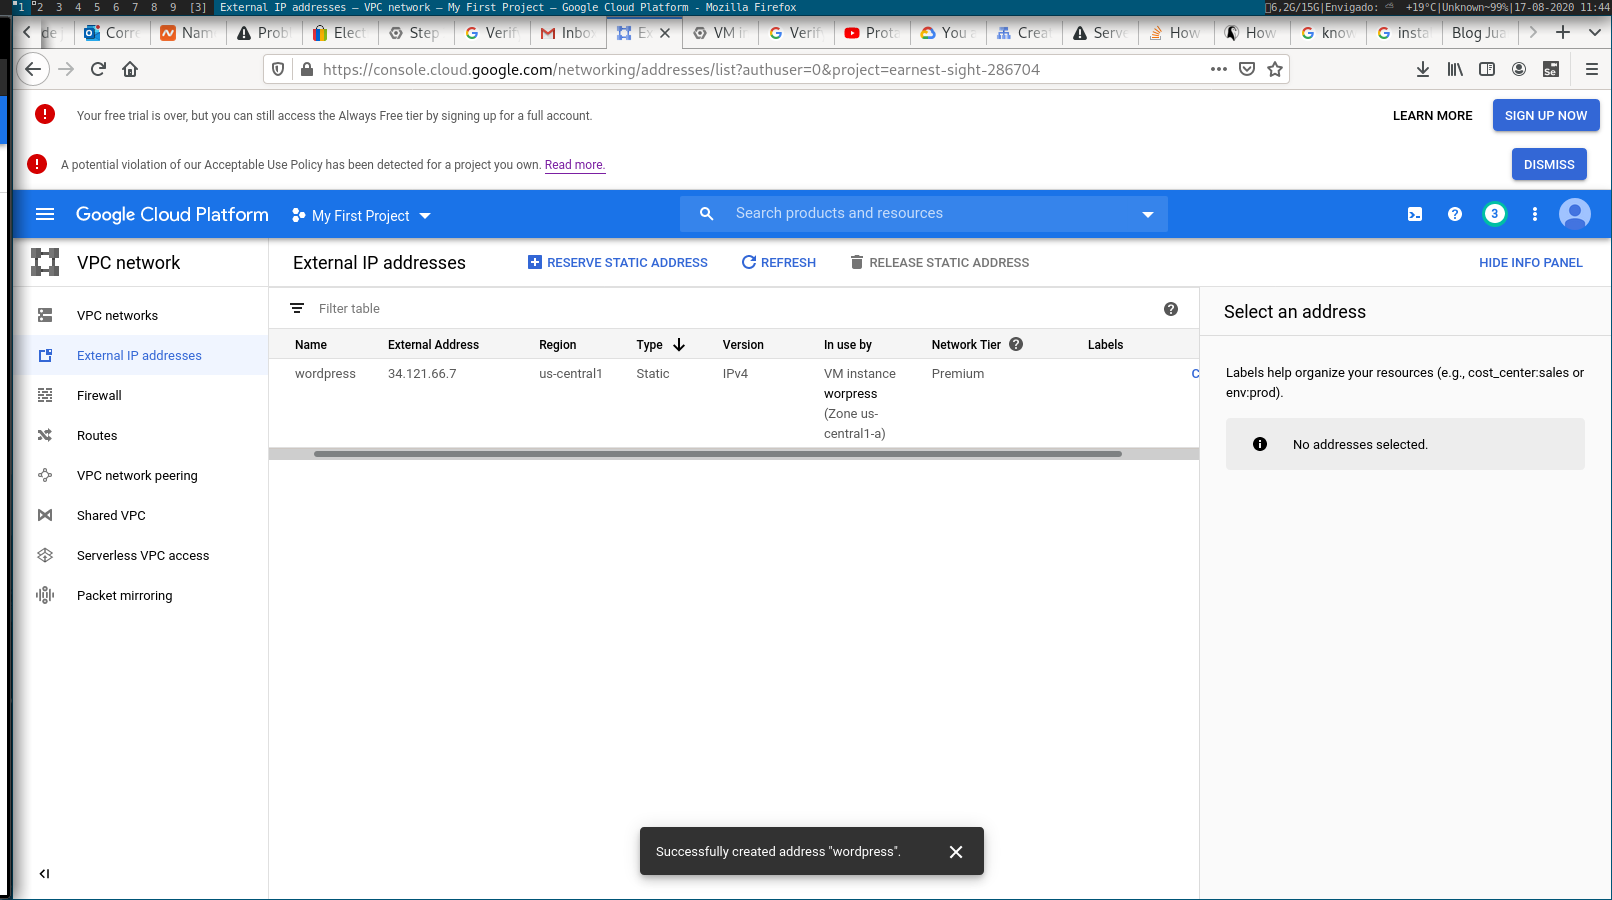 1 2 3 4 5 6 7 8 9 [3] External IP addresses – VPC network – My First Project – Google Cloud Platform - Mozilla Firefox 6,2G/15G|Envigado: +19°C|Unknown~99%|17-08-2020 11:44
de j Corre Nam Probl Elect Step Verify Inbox Ex VM in Verify Prota You a Creat Serve How How know insta Blog Jua
https://console.cloud.google.com/networking/addresses/list?authuser=0&project=earnest-sight-286704 Se
Your free trial is over, but you can still access the Always Free tier by signing up for a full account. LEARN MORE SIGN UP NOW
A potential violation of our Acceptable Use Policy has been detected for a project you own. Read more. DISMISS
Google Cloud Platform My First Project Search products and resources ? 3
VPC network External IP addresses RESERVE STATIC ADDRESS REFRESH RELEASE STATIC ADDRESS HIDE INFO PANEL
VPC networks
External IP addresses
Firewall
Routes
VPC network peering
Shared VPC
Serverless VPC access
Packet mirroring
Filter table
Name External Address Region Type Version In use by Network Tier Labels
wordpress 34.121.66.7 us-central1 Static IPv4 VM instance Premium C
worpress
(Zone us-
central1-a)
Select an address
Labels help organize your resources (e.g., cost_center:sales or
env:prod).
No addresses selected.
Successfully created address "wordpress".